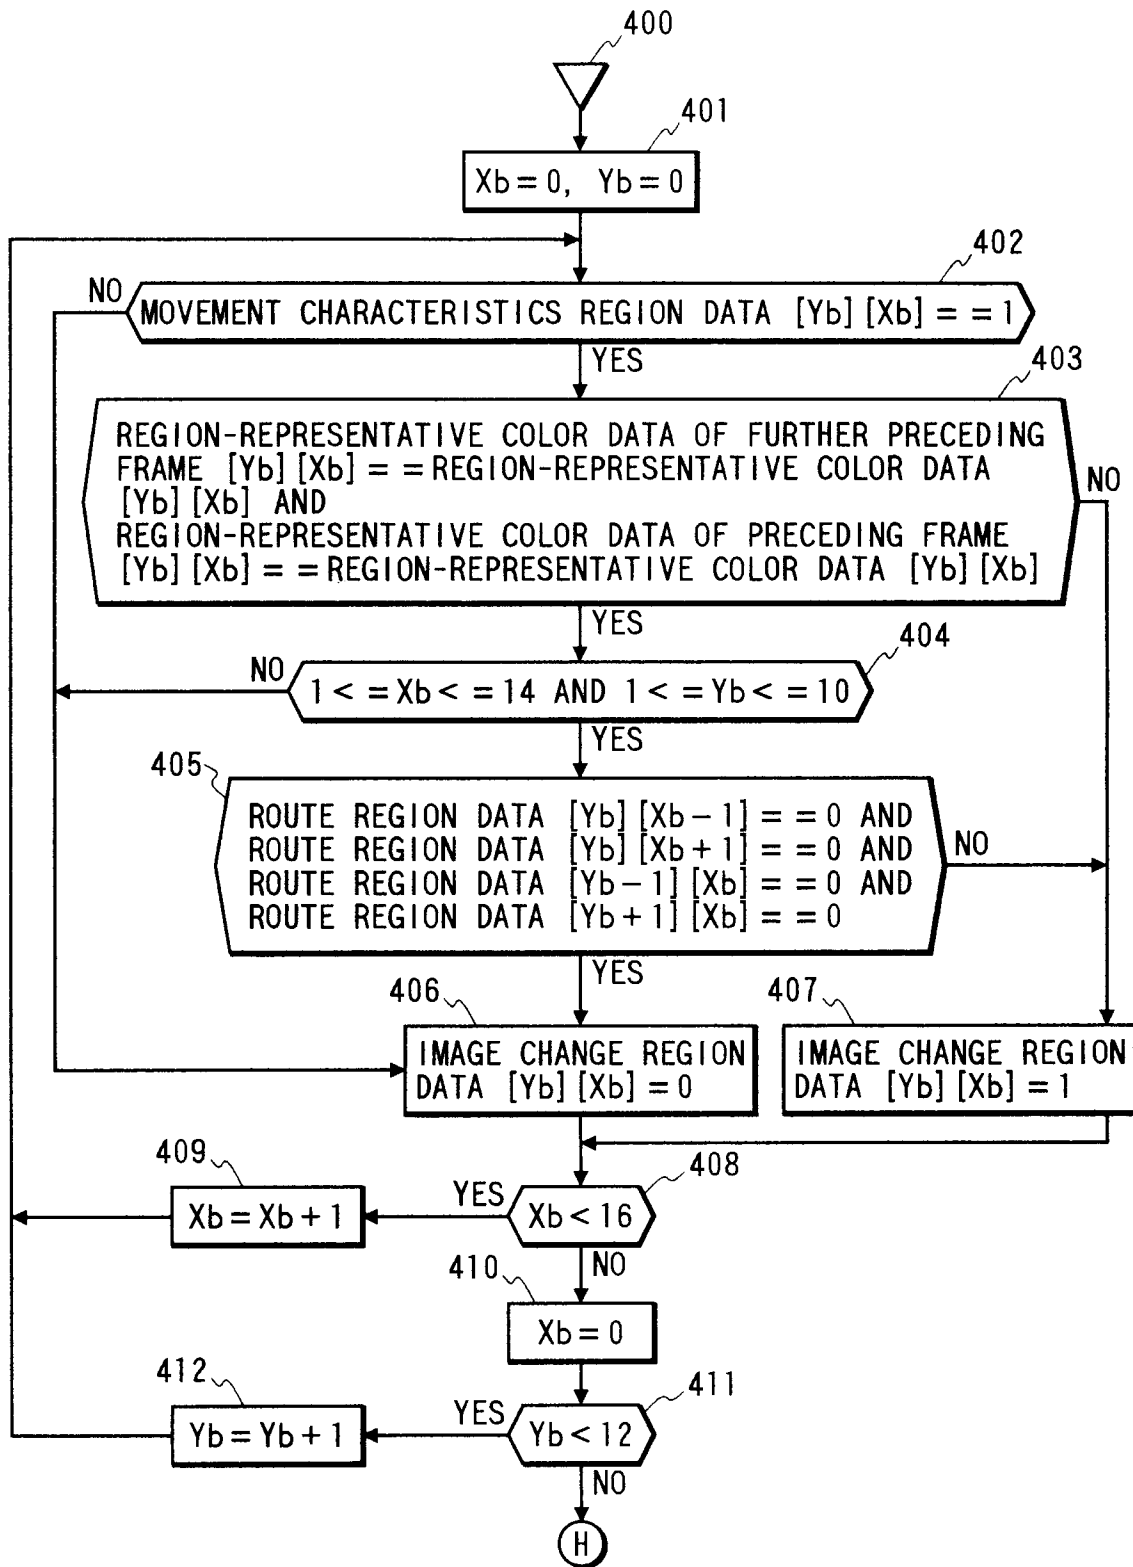 400
401
Xb = 0, Yb = 0
402
NO
MOVEMENT CHARACTERISTICS REGION DATA [Yb] [Xb] = = 1
YES
403
REGION-REPRESENTATIVE COLOR DATA OF FURTHER PRECEDING
FRAME [Yb] [Xb] = = REGION-REPRESENTATIVE COLOR DATA
[Yb] [Xb] AND
REGION-REPRESENTATIVE COLOR DATA OF PRECEDING FRAME
[Yb] [Xb] = = REGION-REPRESENTATIVE COLOR DATA [Yb] [Xb]
NO
YES
404
NO
1 < = Xb < = 14 AND 1 < = Yb < = 10
YES
405
ROUTE REGION DATA [Yb] [Xb - 1] = = 0 AND
ROUTE REGION DATA [Yb] [Xb + 1] = = 0 AND
ROUTE REGION DATA [Yb - 1] [Xb] = = 0 AND
ROUTE REGION DATA [Yb + 1] [Xb] = = 0
NO
YES
406
IMAGE CHANGE REGION
DATA [Yb] [Xb] = 0
407
IMAGE CHANGE REGION
DATA [Yb] [Xb] = 1
408
Xb < 16
YES
409
Xb = Xb + 1
NO
410
Xb = 0
411
Yb < 12
YES
412
Yb = Yb + 1
NO
H